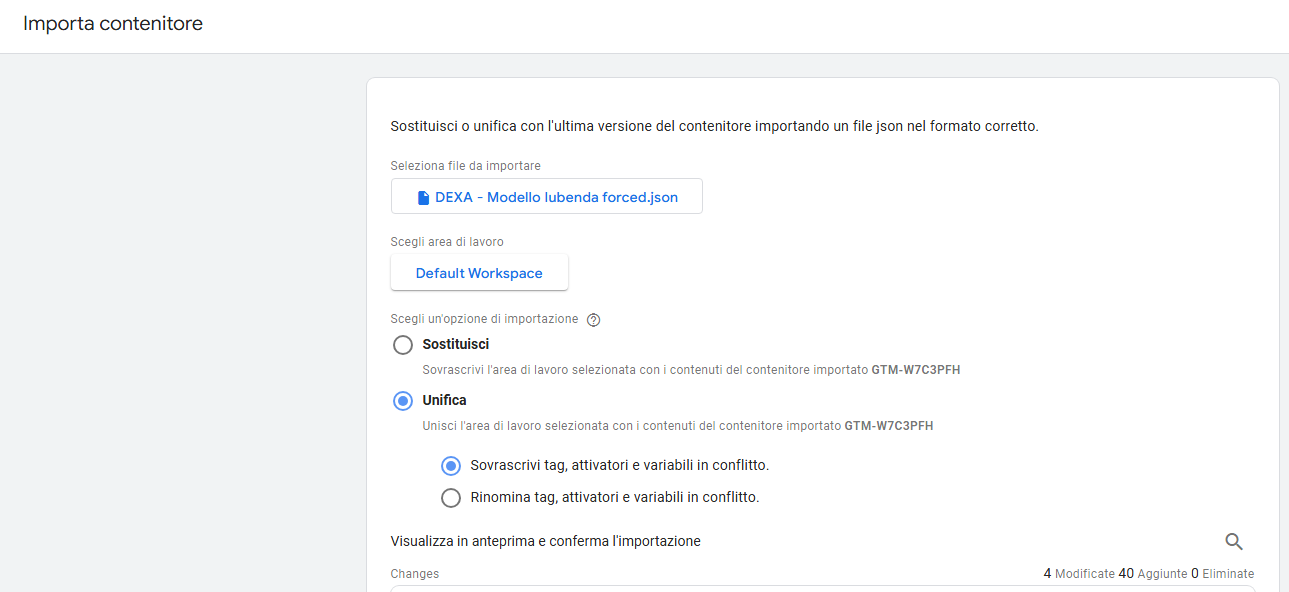 Importa contenitore
Sostituisci o unifica con l'ultima versione del contenitore importando un file json nel formato corretto.
Seleziona file da importare
DEXA - Modello Iubenda forced.json
Scegli area di lavoro
Default Workspace
Scegli un'opzione di importazione
Sostituisci
Sovrascrivi l'area di lavoro selezionata con i contenuti del contenitore importato GTM-W7C3PFH
Unifica
Unisci l'area di lavoro selezionata con i contenuti del contenitore importato GTM-W7C3PFH
Sovrascrivi tag, attivatori e variabili in conflitto.
Rinomina tag, attivatori e variabili in conflitto.
Visualizza in anteprima e conferma l'importazione
Changes 4 Modificate 40 Aggiunte 0 Eliminate